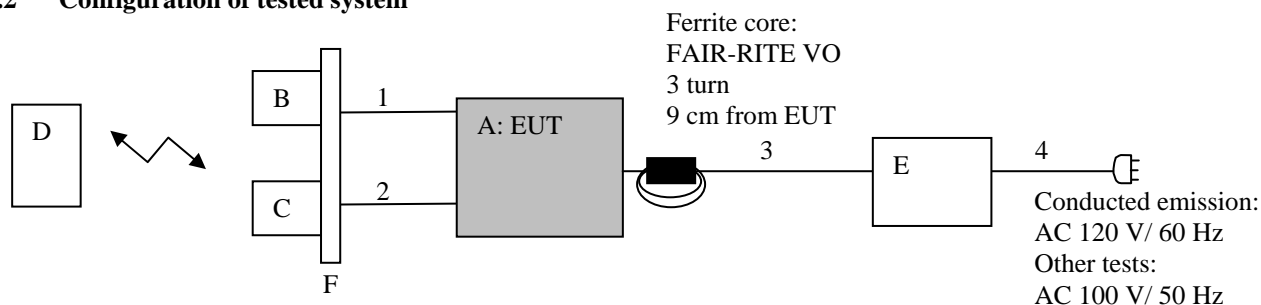 .2 Configuration of tested system
Ferrite core:
FAIR-RITE VO
3 turn
9 cm from EUT
D
B
1
A: EUT
3
E
4
C
2
F
Conducted emission:
AC 120 V/ 60 Hz
Other tests:
AC 100 V/ 50 Hz